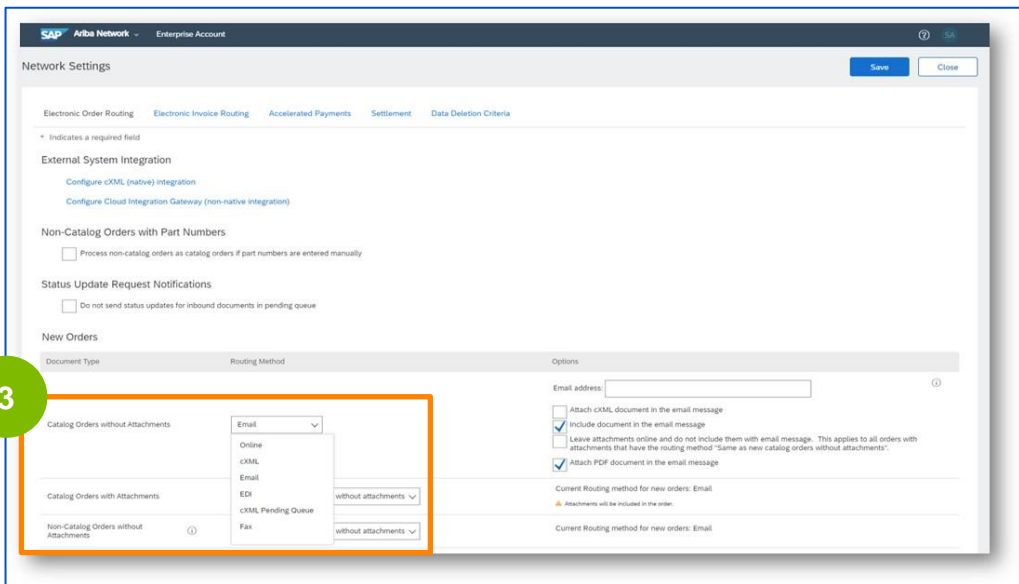 SAP Ariba Network Enterprise Account SA
Network Settings Save Close
Electronic Order Routing Electronic Invoice Routing Accelerated Payments Settlement Data Deletion Criteria
* Indicates a required field
External System Integration
Configure cXML (native) integration
Configure Cloud Integration Gateway (non-native integration)
Non-Catalog Orders with Part Numbers
Process non-catalog orders as catalog orders if part numbers are entered manually
Status Update Request Notifications
Do not send status updates for inbound documents in pending queue
New Orders
Document Type Routing Method Options
3
Email address:
Catalog Orders without Attachments Email
Attach cXML document in the email message
Include document in the email message
Leave attachments online and do not include them with email message. This applies to all orders with
attachments that have the routing method "Same as new catalog orders without attachments".
Attach PDF document in the email message
Online
cXML
Email
EDI
cXML Pending Queue
Fax
Catalog Orders with Attachments without attachments Current Routing method for new orders: Email
Attachments will be included in the order.
Non-Catalog Orders without
Attachments without attachments Current Routing method for new orders: Email